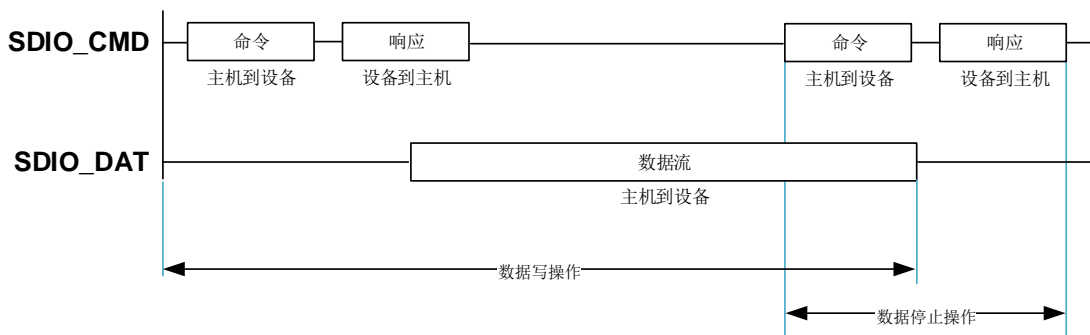 SDIO_CMD
命令
响应
命令
响应
主机到设备
设备到主机
主机到设备
设备到主机
SDIO_DAT
数据流
主机到设备
数据写操作
数据停止操作